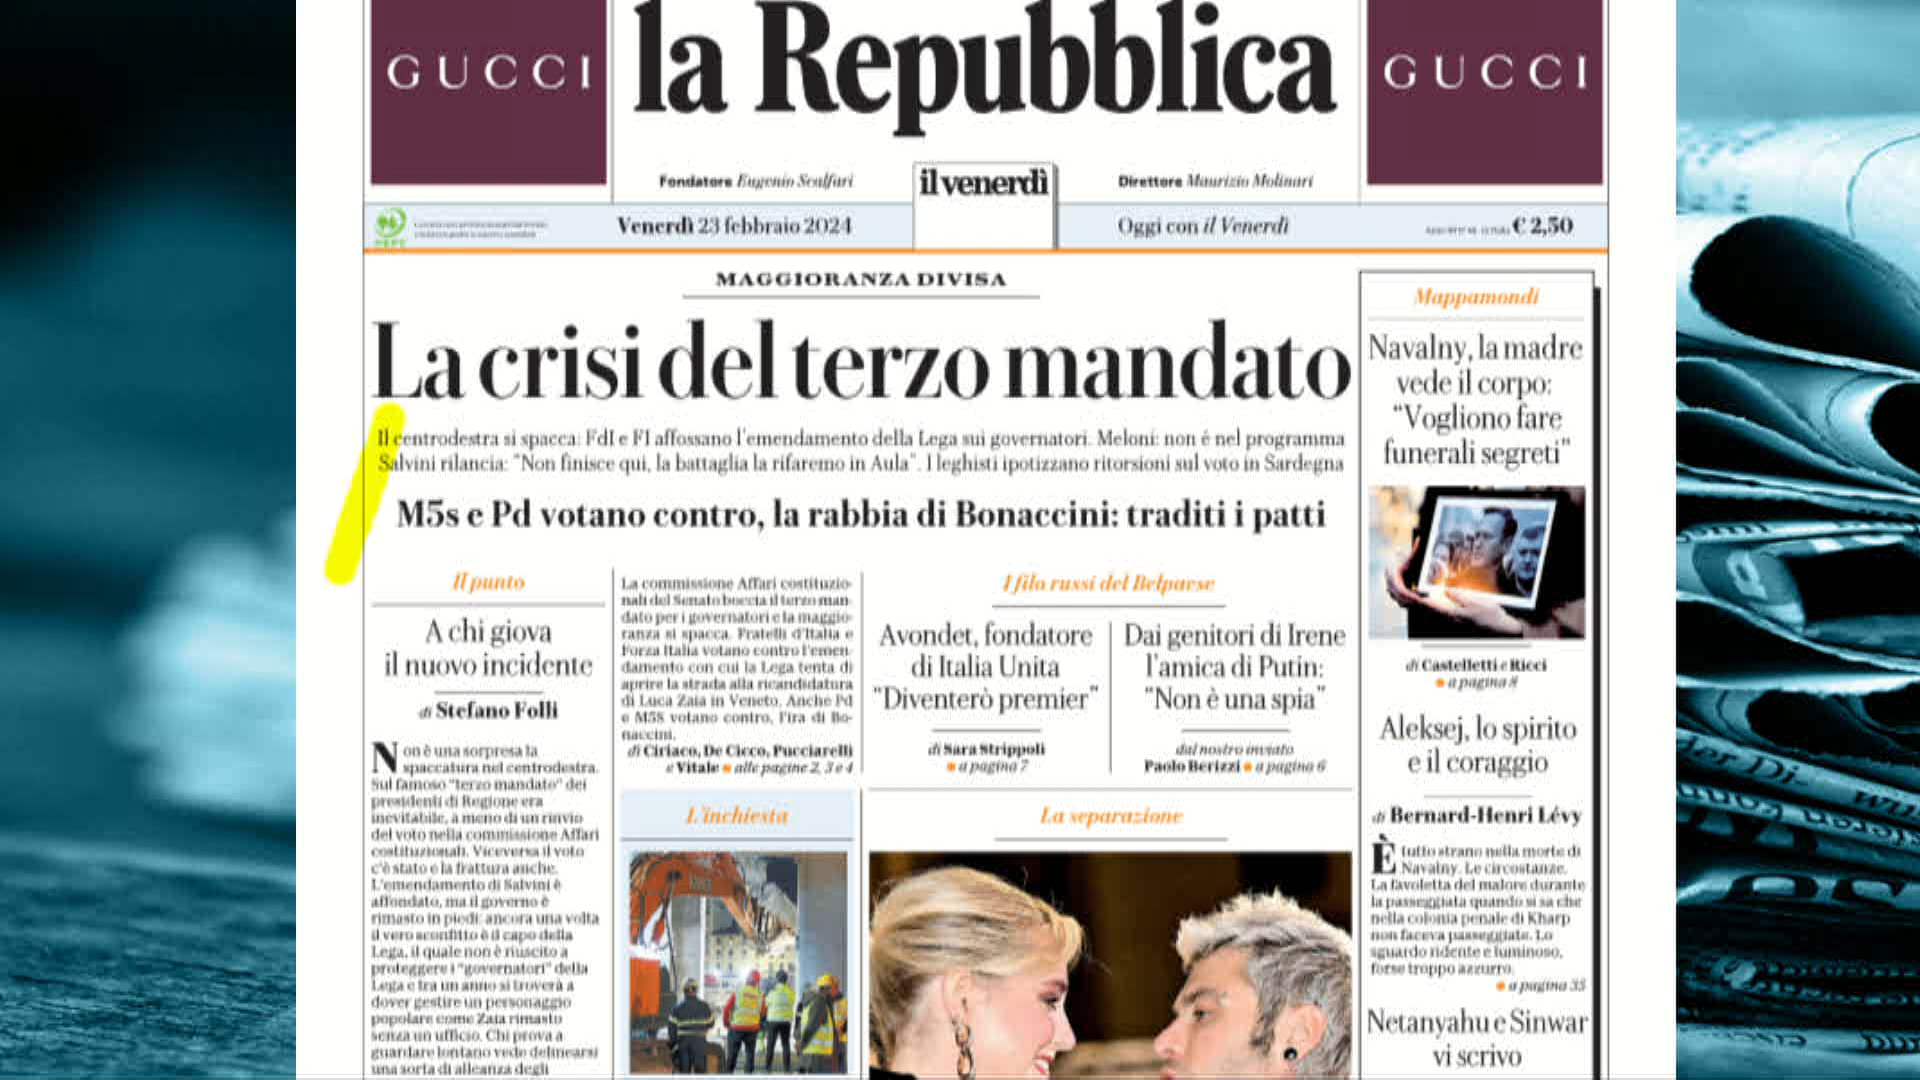 GUCCI
la Repubblica
GUCCI
Fondatore Eugenio Scalfari
il venerdì
Direttore Maurizio Molinari
Venerdì 23 febbraio 2024
Oggi con il Venerdì
€ 2,50
MAGGIORANZA DIVISA
La crisi del terzo mandato
Il centrodestra si spacca: FdI e FI affossano l'emendamento della Lega sui governatori. Meloni: non è nel programma
Salvini rilancia: "Non finisce qui, la battaglia la rifaremo in Aula". I leghisti ipotizzano ritorsioni sul voto in Sardegna
M5s e Pd votano contro, la rabbia di Bonaccini: traditi i patti
Il punto
A chi giova
il nuovo incidente
di Stefano Folli
Non è una sorpresa la
spaccatura nel centrodestra.
Sul famoso "terzo mandato" dei
presidenti di Regione era
inevitabile, a meno di un rinvio
del voto nella commissione Affari
costituzionali. Viceversa il voto
c'è stato e la frattura anche.
L'emendamento di Salvini è
affondato, ma il governo è
rimasto in piedi: ancora una volta
il vero sconfitto è il capo della
Lega, il quale non è riuscito a
proteggere i "governatori" della
Lega e tra un anno si troverà a
dover gestire un personaggio
popolare come Zaia rimasto
senza un ufficio. Chi prova a
guardare lontano vede delinearsi
una sorta di alleanza degli
La commissione Affari costituzio-
nali del Senato boccia il terzo man-
dato per i governatori e la maggio-
ranza si spacca. Fratelli d'Italia e
Forza Italia votano contro l'emen-
damento con cui la Lega tenta di
aprire la strada alla ricandidatura
di Luca Zaia in Veneto. Anche Pd
e M5S votano contro, l'ira di Bo-
naccini.
di Ciriaco, De Cicco, Pucciarelli
e Vitale ● alle pagine 2, 3 e 4
L'inchiesta
I filo russi del Belpaese
Avondet, fondatore
di Italia Unita
"Diventerò premier"
di Sara Strippoli
● a pagina 7
Dai genitori di Irene
l'amica di Putin:
"Non è una spia"
dal nostro inviato
Paolo Berizzi ● a pagina 6
La separazione
Mappamondi
Navalny, la madre
vede il corpo:
"Vogliono fare
funerali segreti"
di Castelletti e Ricci
● a pagina 8
Aleksej, lo spirito
e il coraggio
di Bernard-Henri Lévy
È tutto strano nella morte di
Navalny. Le circostanze.
La favoletta del malore durante
la passeggiata quando si sa che
nella colonia penale di Kharp
non faceva passeggiate. Lo
sguardo ridente e luminoso,
forse troppo azzurro.
● a pagina 35
Netanyahu e Sinwar
vi scrivo